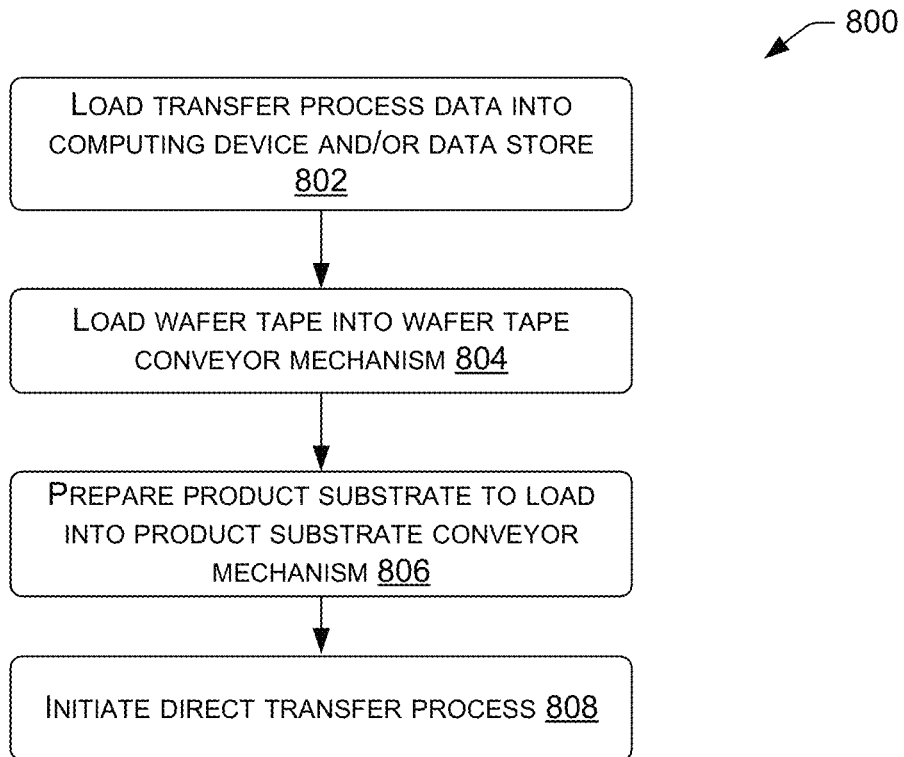 800
LOAD TRANSFER PROCESS DATA INTO
COMPUTING DEVICE AND/OR DATA STORE
802
LOAD WAFER TAPE INTO WAFER TAPE
CONVEYOR MECHANISM 804
PREPARE PRODUCT SUBSTRATE TO LOAD
INTO PRODUCT SUBSTRATE CONVEYOR
MECHANISM 806
INITIATE DIRECT TRANSFER PROCESS 808